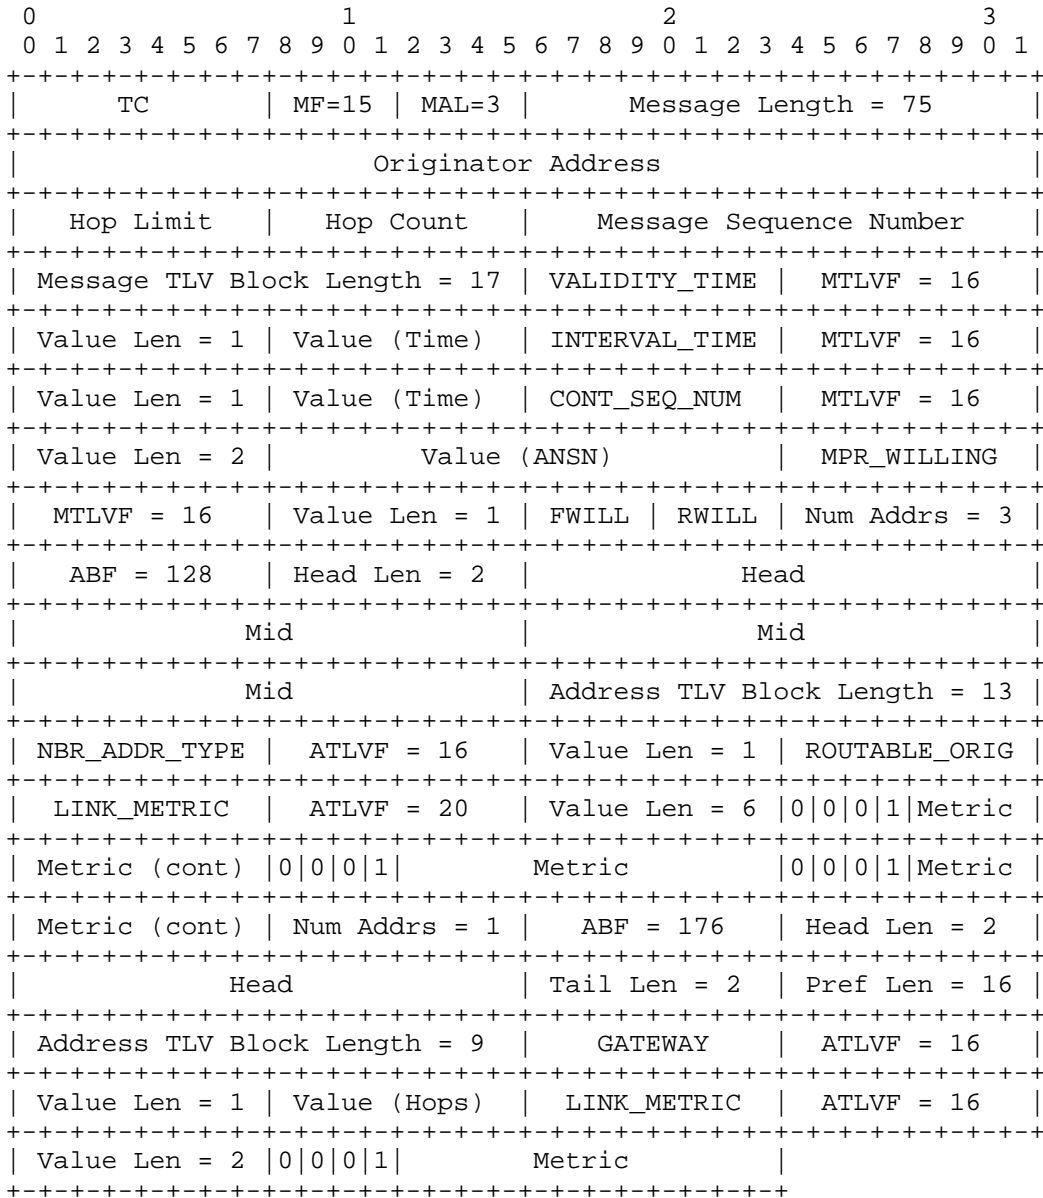 0                   1                   2                   3
 0 1 2 3 4 5 6 7 8 9 0 1 2 3 4 5 6 7 8 9 0 1 2 3 4 5 6 7 8 9 0 1
+-+-+-+-+-+-+-+-+-+-+-+-+-+-+-+-+-+-+-+-+-+-+-+-+-+-+-+-+-+-+-+-+
|      TC       | MF=15 | MAL=3 |      Message Length = 75      |
+-+-+-+-+-+-+-+-+-+-+-+-+-+-+-+-+-+-+-+-+-+-+-+-+-+-+-+-+-+-+-+-+
|                      Originator Address                       |
+-+-+-+-+-+-+-+-+-+-+-+-+-+-+-+-+-+-+-+-+-+-+-+-+-+-+-+-+-+-+-+-+
|   Hop Limit   |   Hop Count   |    Message Sequence Number    |
+-+-+-+-+-+-+-+-+-+-+-+-+-+-+-+-+-+-+-+-+-+-+-+-+-+-+-+-+-+-+-+-+
| Message TLV Block Length = 17 | VALIDITY_TIME |  MTLVF = 16   |
+-+-+-+-+-+-+-+-+-+-+-+-+-+-+-+-+-+-+-+-+-+-+-+-+-+-+-+-+-+-+-+-+
| Value Len = 1 | Value (Time)  | INTERVAL_TIME |  MTLVF = 16   |
+-+-+-+-+-+-+-+-+-+-+-+-+-+-+-+-+-+-+-+-+-+-+-+-+-+-+-+-+-+-+-+-+
| Value Len = 1 | Value (Time)  | CONT_SEQ_NUM  |  MTLVF = 16   |
+-+-+-+-+-+-+-+-+-+-+-+-+-+-+-+-+-+-+-+-+-+-+-+-+-+-+-+-+-+-+-+-+
| Value Len = 2 |         Value (ANSN)          |  MPR_WILLING  |
+-+-+-+-+-+-+-+-+-+-+-+-+-+-+-+-+-+-+-+-+-+-+-+-+-+-+-+-+-+-+-+-+
|  MTLVF = 16   | Value Len = 1 | FWILL | RWILL | Num Addrs = 3 |
+-+-+-+-+-+-+-+-+-+-+-+-+-+-+-+-+-+-+-+-+-+-+-+-+-+-+-+-+-+-+-+-+
|   ABF = 128   | Head Len = 2  |             Head              |
+-+-+-+-+-+-+-+-+-+-+-+-+-+-+-+-+-+-+-+-+-+-+-+-+-+-+-+-+-+-+-+-+
|              Mid              |              Mid              |
+-+-+-+-+-+-+-+-+-+-+-+-+-+-+-+-+-+-+-+-+-+-+-+-+-+-+-+-+-+-+-+-+
|              Mid              | Address TLV Block Length = 13 |
+-+-+-+-+-+-+-+-+-+-+-+-+-+-+-+-+-+-+-+-+-+-+-+-+-+-+-+-+-+-+-+-+
| NBR_ADDR_TYPE |  ATLVF = 16   | Value Len = 1 | ROUTABLE_ORIG |
+-+-+-+-+-+-+-+-+-+-+-+-+-+-+-+-+-+-+-+-+-+-+-+-+-+-+-+-+-+-+-+-+
|  LINK_METRIC  |  ATLVF = 20   | Value Len = 6 |0|0|0|1|Metric |
+-+-+-+-+-+-+-+-+-+-+-+-+-+-+-+-+-+-+-+-+-+-+-+-+-+-+-+-+-+-+-+-+
| Metric (cont) |0|0|0|1|        Metric         |0|0|0|1|Metric |
+-+-+-+-+-+-+-+-+-+-+-+-+-+-+-+-+-+-+-+-+-+-+-+-+-+-+-+-+-+-+-+-+
| Metric (cont) | Num Addrs = 1 |   ABF = 176   | Head Len = 2  |
+-+-+-+-+-+-+-+-+-+-+-+-+-+-+-+-+-+-+-+-+-+-+-+-+-+-+-+-+-+-+-+-+
|             Head              | Tail Len = 2  | Pref Len = 16 |
+-+-+-+-+-+-+-+-+-+-+-+-+-+-+-+-+-+-+-+-+-+-+-+-+-+-+-+-+-+-+-+-+
| Address TLV Block Length = 9  |    GATEWAY    |  ATLVF = 16   |
+-+-+-+-+-+-+-+-+-+-+-+-+-+-+-+-+-+-+-+-+-+-+-+-+-+-+-+-+-+-+-+-+
| Value Len = 1 | Value (Hops)  |  LINK_METRIC  |  ATLVF = 16   |
+-+-+-+-+-+-+-+-+-+-+-+-+-+-+-+-+-+-+-+-+-+-+-+-+-+-+-+-+-+-+-+-+
| Value Len = 2 |0|0|0|1|        Metric         |
+-+-+-+-+-+-+-+-+-+-+-+-+-+-+-+-+-+-+-+-+-+-+-+-+